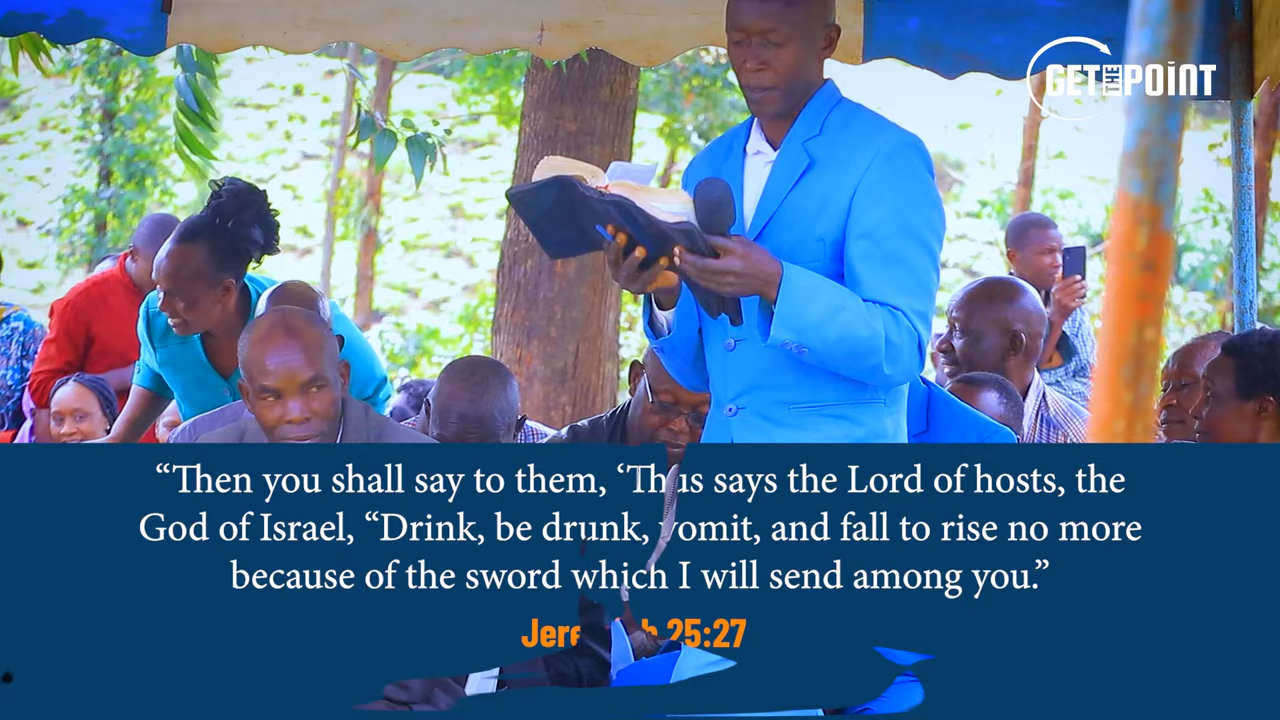 GET THE POINT
“Then you shall say to them, ‘Thus says the Lord of hosts, the
God of Israel, “Drink, be drunk, vomit, and fall to rise no more
because of the sword which I will send among you.”
Jeremiah 25:27